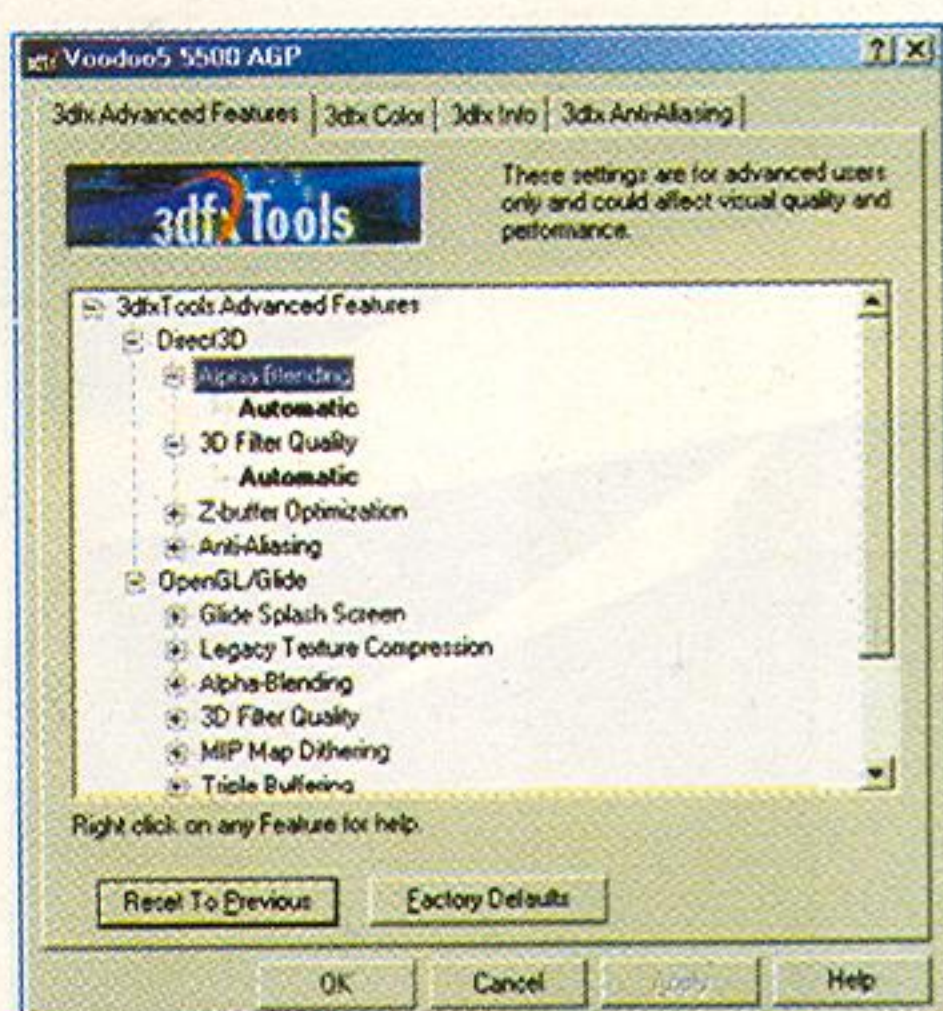 Voodoo5 5500 AGP
3dfx Advanced Features
3dfx Color
3dfx Info
3dfx Anti-Aliasing
3dfx Tools
These settings are for advanced users
only and could affect visual quality and
performance.
3dfxTools Advanced Features
Direct3D
Alpha-Blending
Automatic
3D Filter Quality
Automatic
Z-buffer Optimization
Anti-Aliasing
OpenGL/Glide
Glide Splash Screen
Legacy Texture Compression
Alpha-Blending
3D Filter Quality
MIP Map Dithering
Triple Buffering
Right click on any Feature for help.
Reset To Previous
Factory Defaults
OK
Cancel
Apply
Help